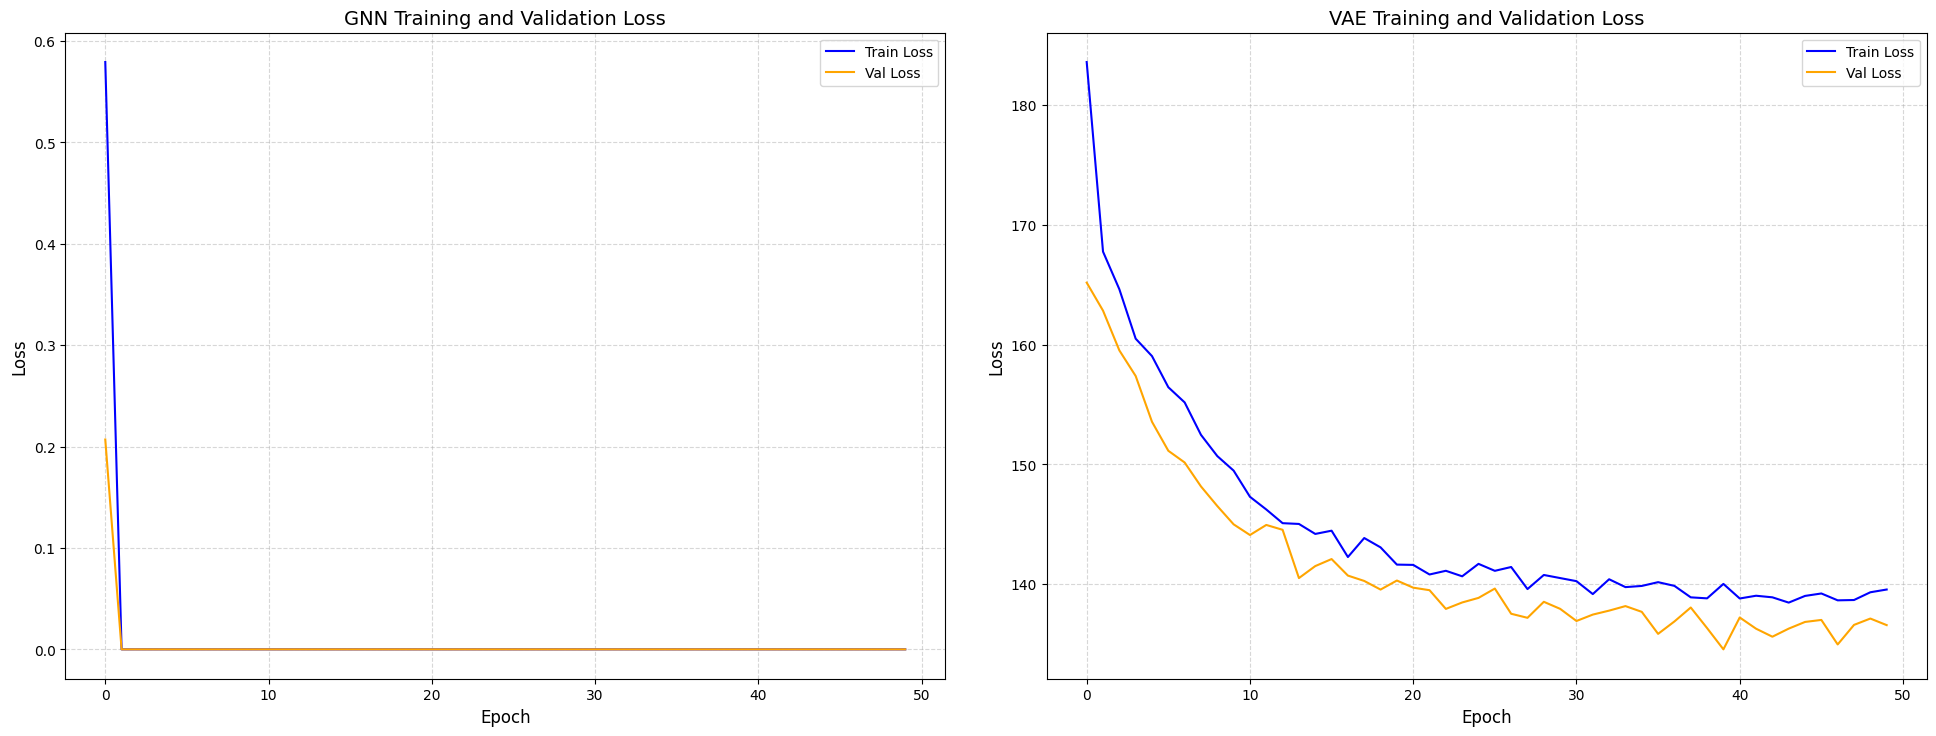 GNN Training and Validation Loss
Train Loss
Val Loss
0.6
0.5
0.4
0.3
0.2
0.1
0.0
Loss
0 10 20 30 40 50
Epoch
VAE Training and Validation Loss
Train Loss
Val Loss
180
170
160
150
140
Loss
0 10 20 30 40 50
Epoch